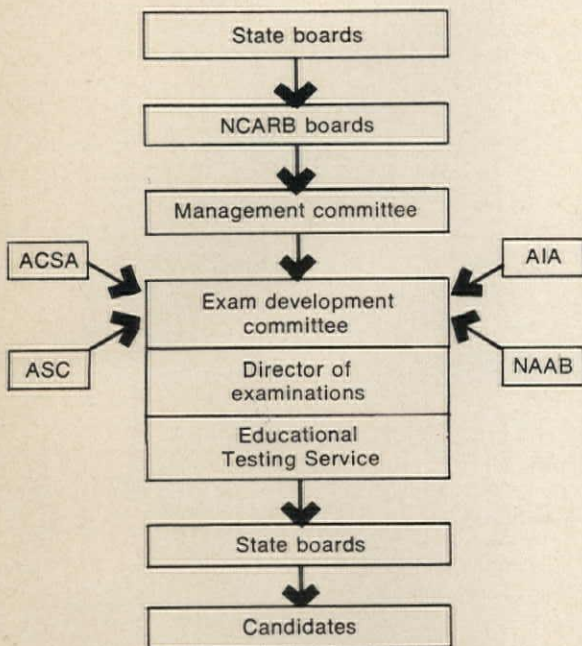 State boards
NCARB boards
Management committee
ACSA
AIA
Exam development
committee
ASC
NAAB
Director of
examinations
Educational
Testing Service
State boards
Candidates